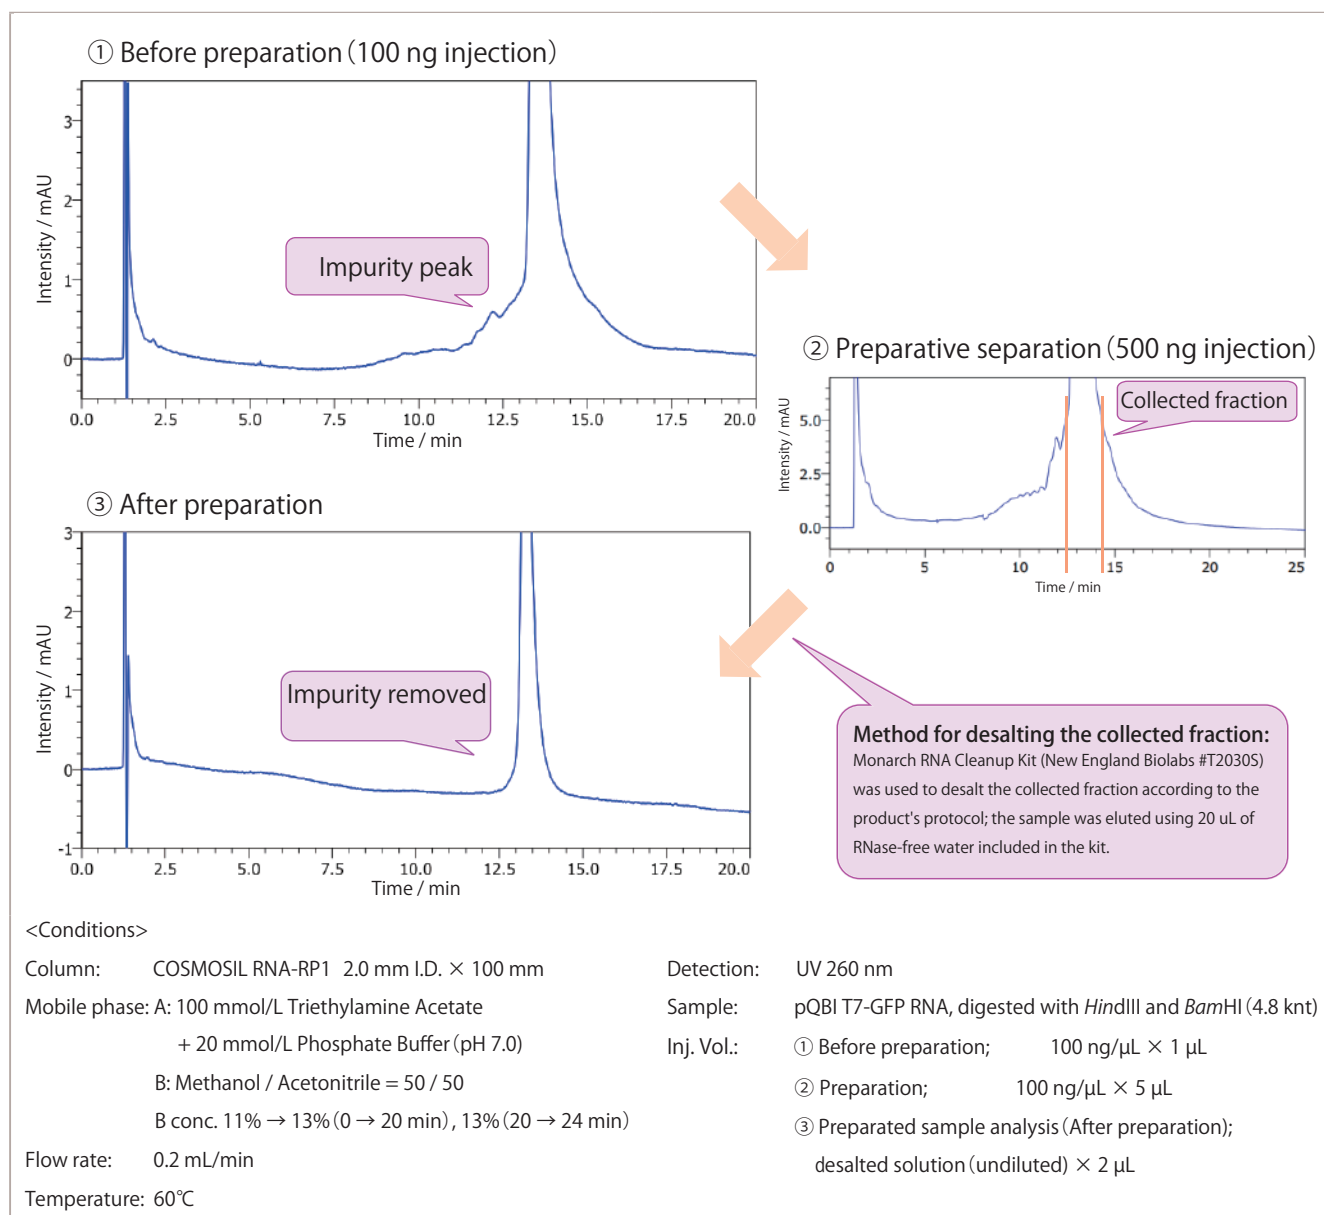 ① Before preparation (100 ng injection)
Intensity / mAU
3
2
1
0
Impurity peak
0.0 2.5 5.0 7.5 10.0 12.5 15.0 17.5 20.0
Time / min
② Preparative separation (500 ng injection)
Intensity / mAU
5.0
2.5
0.0
Collected fraction
0 5 10 15 20 25
Time / min
③ After preparation
Intensity / mAU
3
2
1
0
-1
Impurity removed
0.0 2.5 5.0 7.5 10.0 12.5 15.0 17.5 20.0
Time / min
Method for desalting the collected fraction:
Monarch RNA Cleanup Kit (New England Biolabs #T2030S)
was used to desalt the collected fraction according to the
product's protocol; the sample was eluted using 20 uL of
RNase-free water included in the kit.
<Conditions>
Column: COSMOSIL RNA-RP1 2.0 mm I.D. × 100 mm
Mobile phase: A: 100 mmol/L Triethylamine Acetate
+ 20 mmol/L Phosphate Buffer (pH 7.0)
B: Methanol / Acetonitrile = 50 / 50
B conc. 11% → 13% (0 → 20 min) , 13% (20 → 24 min)
Flow rate: 0.2 mL/min
Temperature: 60℃
Detection: UV 260 nm
Sample: pQBI T7-GFP RNA, digested with HindIII and BamHI (4.8 knt)
Inj. Vol.: ① Before preparation; 100 ng/µL × 1 µL
② Preparation; 100 ng/µL × 5 µL
③ Preparated sample analysis (After preparation);
desalted solution (undiluted) × 2 µL